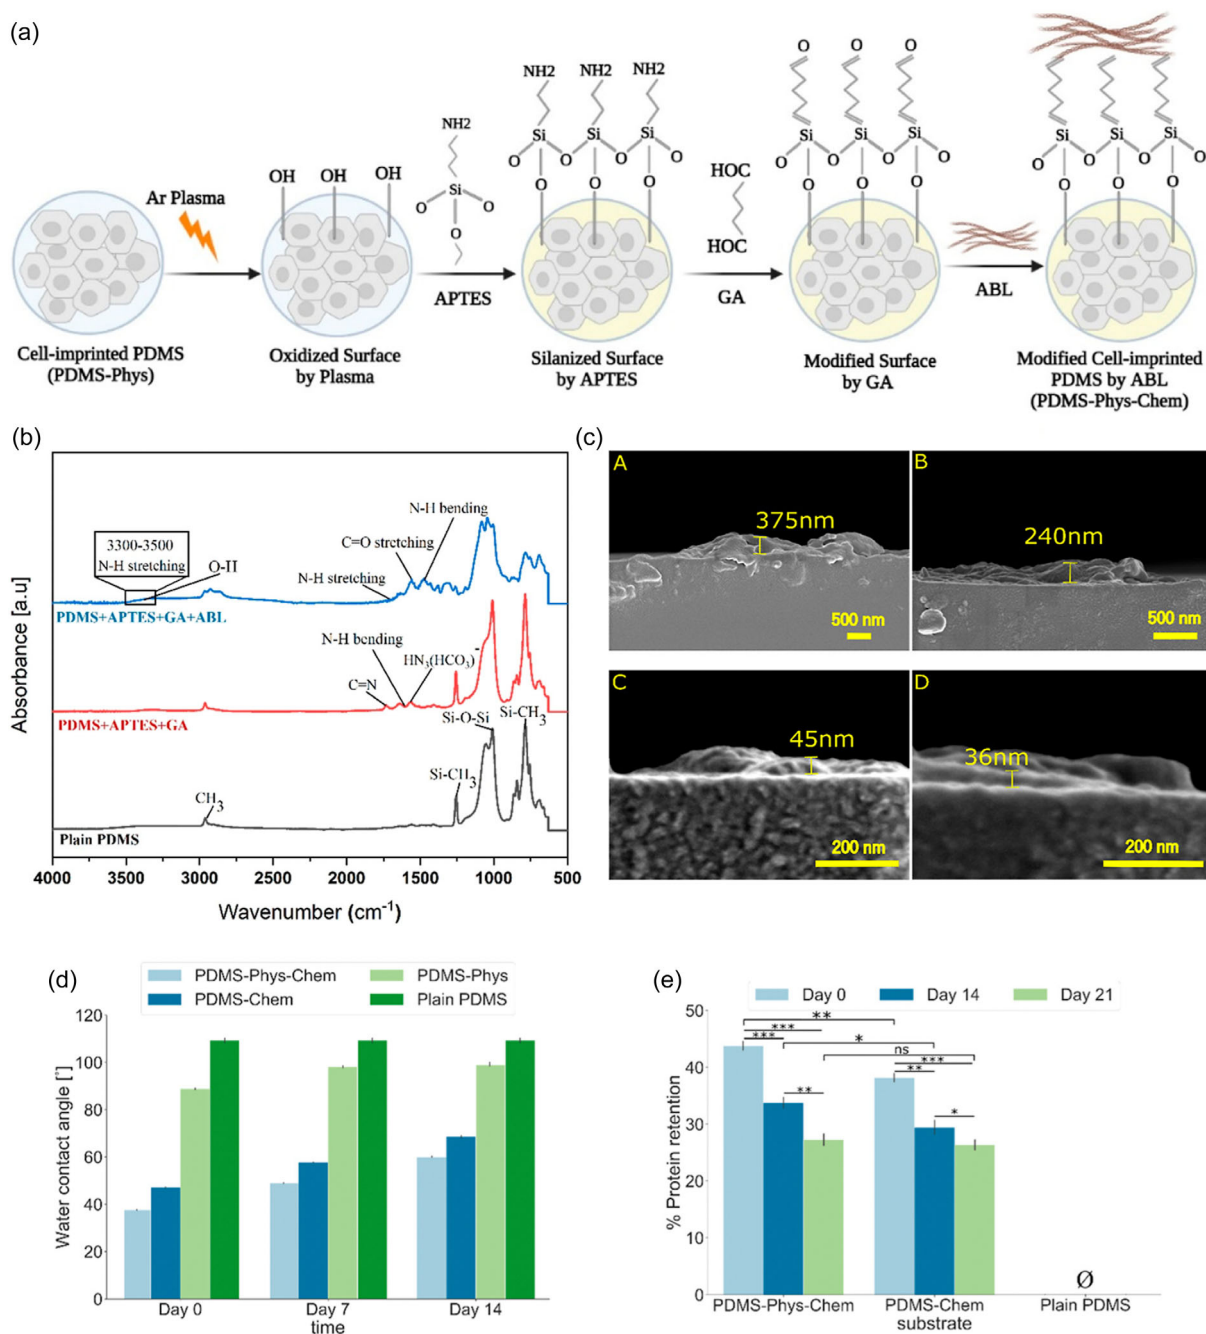 (a)
NH2
Ar Plasma
OH
OH
OH
Si
O
O
O
APTES
NH2
NH2
NH2
Si
Si
Si
O
O
O
O
O
O
O
HOC
HOC
GA
O
O
O
Si
Si
Si
O
O
O
O
O
O
O
ABL
Si
Si
Si
O
O
O
O
O
O
O
Cell-imprinted PDMS
(PDMS-Phys)
Oxidized Surface
by Plasma
Silanized Surface
by APTES
Modified Surface
by GA
Modified Cell-imprinted
PDMS by ABL
(PDMS-Phys-Chem)
(b)
Absorbance [a.u]
3300-3500
N-H stretching
O-H
N-H stretching
C=O stretching
N-H bending
PDMS+APTES+GA+ABL
N-H bending
HN3(HCO3)-
C=N
PDMS+APTES+GA
Si-O-Si
Si-CH3
Si-CH3
CH3
Plain PDMS
4000 3500 3000 2500 2000 1500 1000 500
Wavenumber (cm-1)
(c)
A
375nm
500 nm
B
240nm
500 nm
C
45nm
200 nm
D
36nm
200 nm
(d)
PDMS-Phys-Chem
PDMS-Chem
PDMS-Phys
Plain PDMS
Water contact angle [°]
120
100
80
60
40
20
0
Day 0 Day 7 Day 14
time
(e)
Day 0 Day 14 Day 21
% Protein retention
50
40
30
20
10
0
**
***
***
*
ns
***
**
**
*
Ø
PDMS-Phys-Chem PDMS-Chem Plain PDMS
substrate